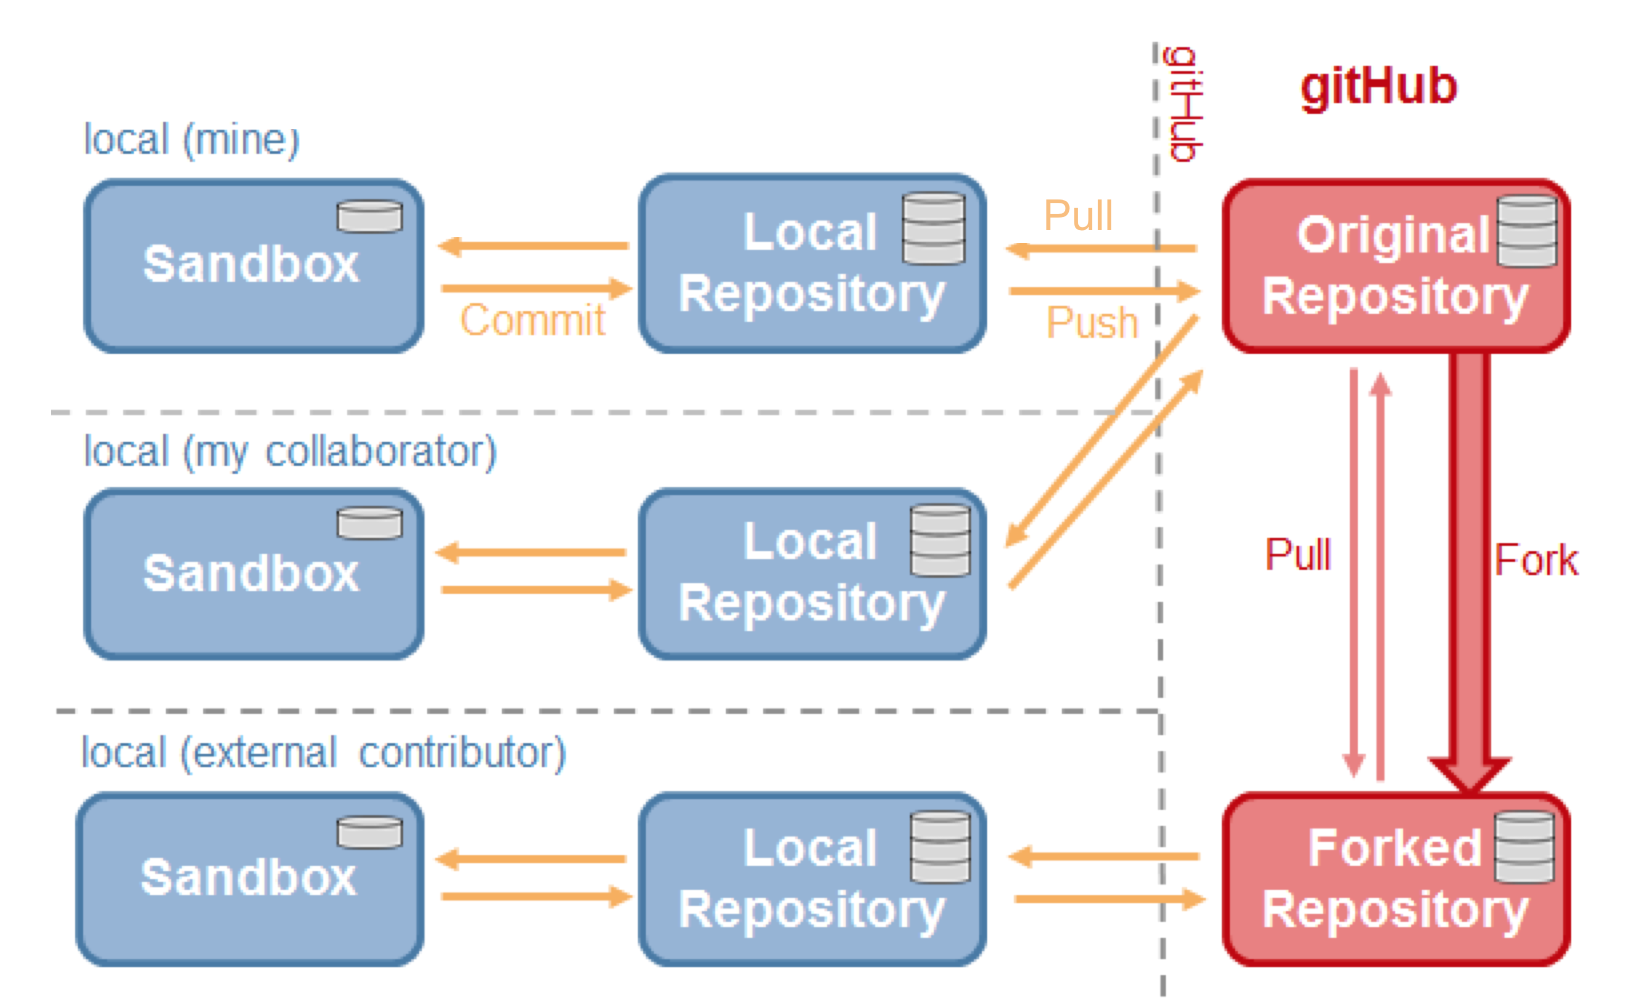 gitHub
gitHub
local (mine)
Sandbox
Commit
Local
Repository
Pull
Push
Original
Repository
local (my collaborator)
Sandbox
Local
Repository
Pull
Fork
local (external contributor)
Sandbox
Local
Repository
Forked
Repository